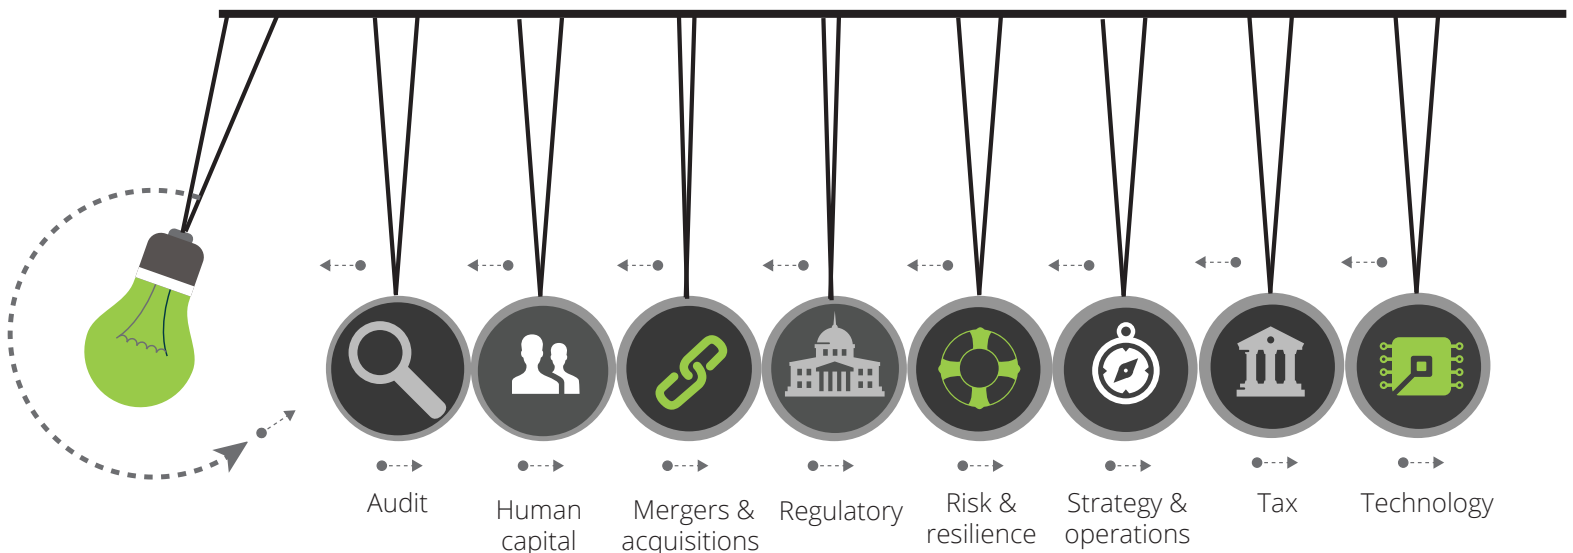 Audit
Human
capital
Mergers &
acquisitions
Regulatory
Risk &
resilience
Strategy &
operations
Tax
Technology